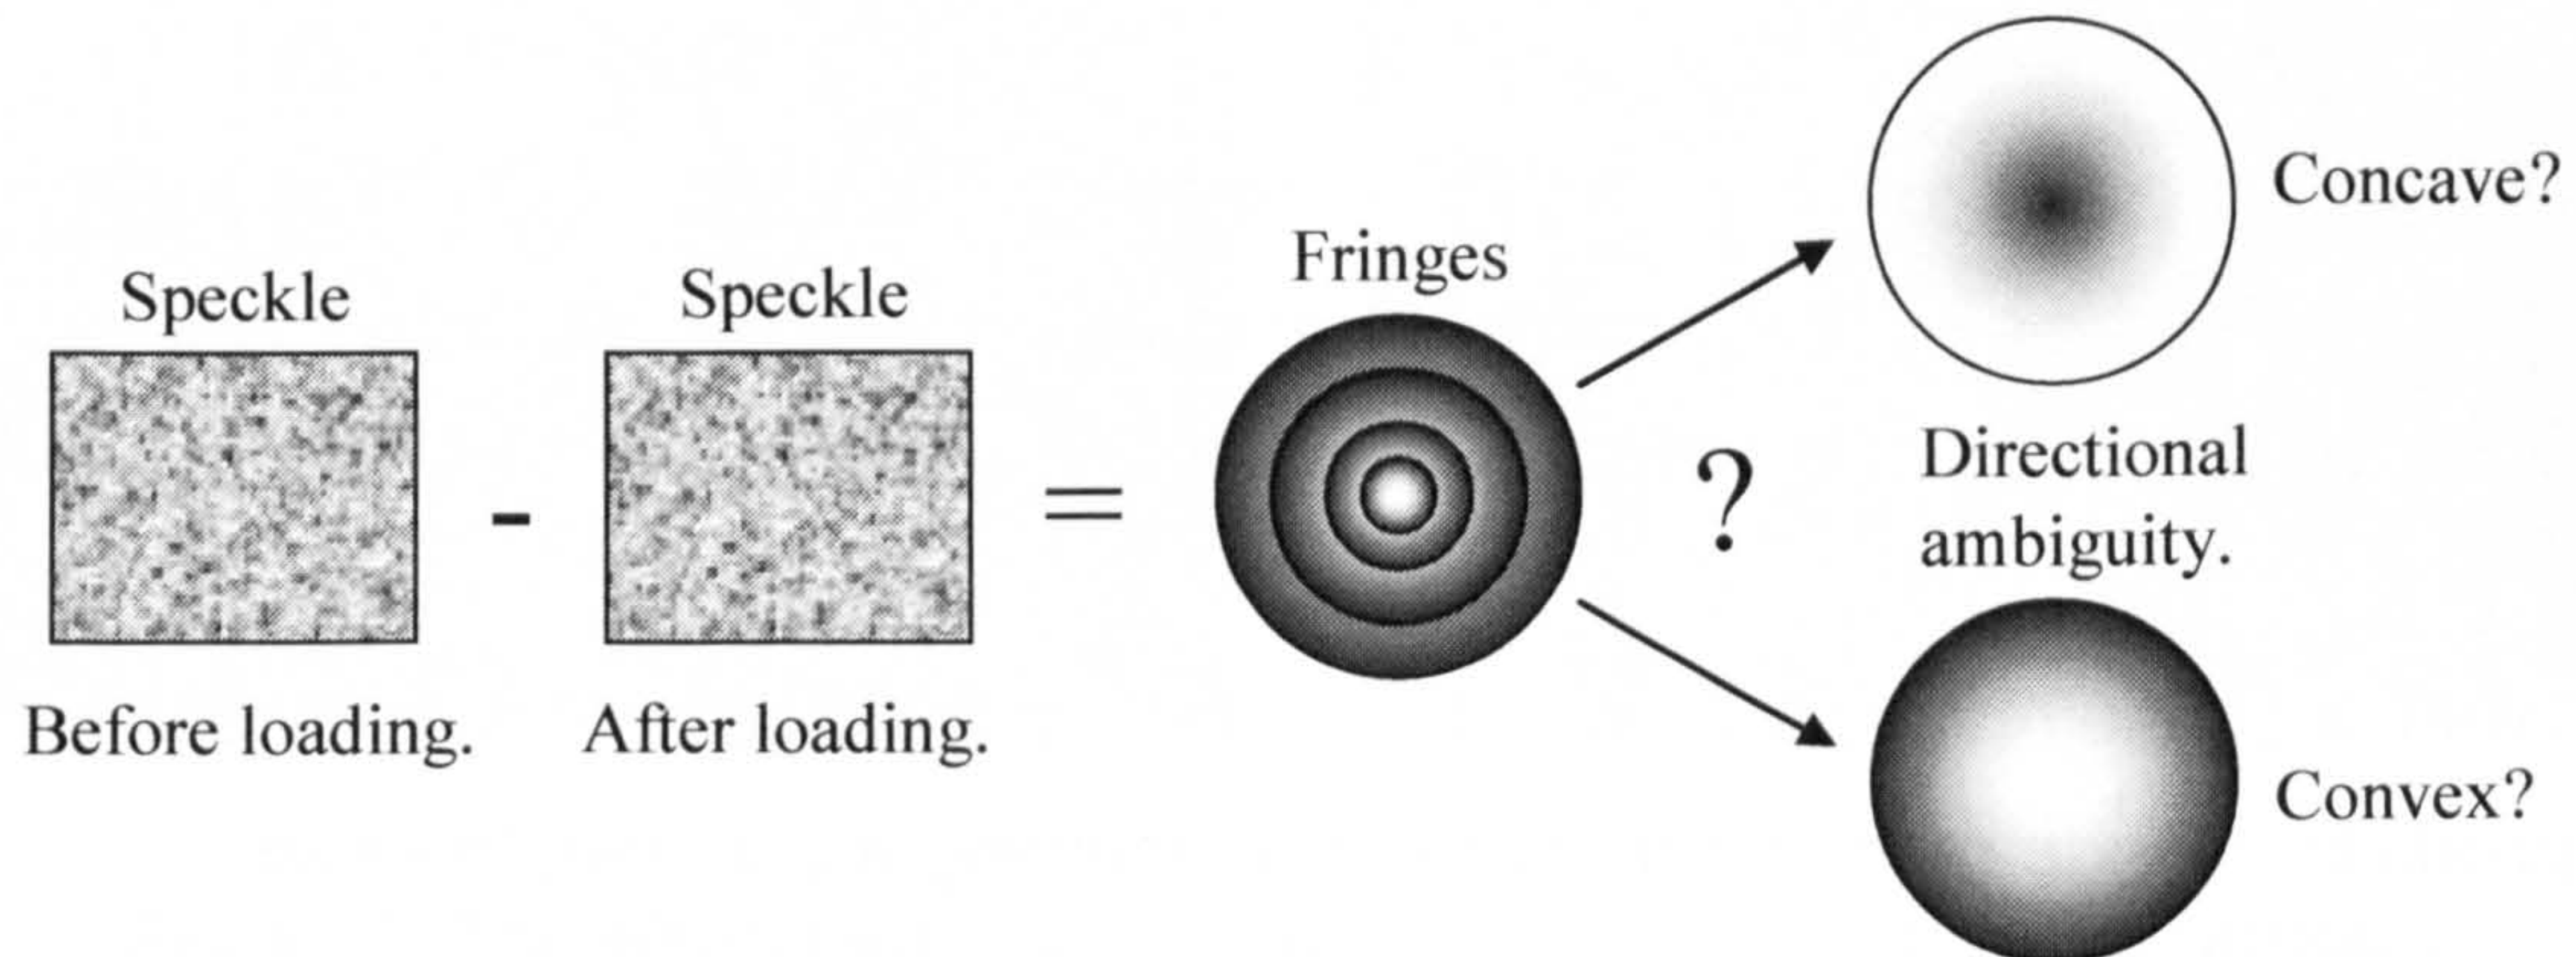 Speckle
Before loading.
-
Speckle
After loading.
=
Fringes
?
Concave?
Directional
ambiguity.
Convex?